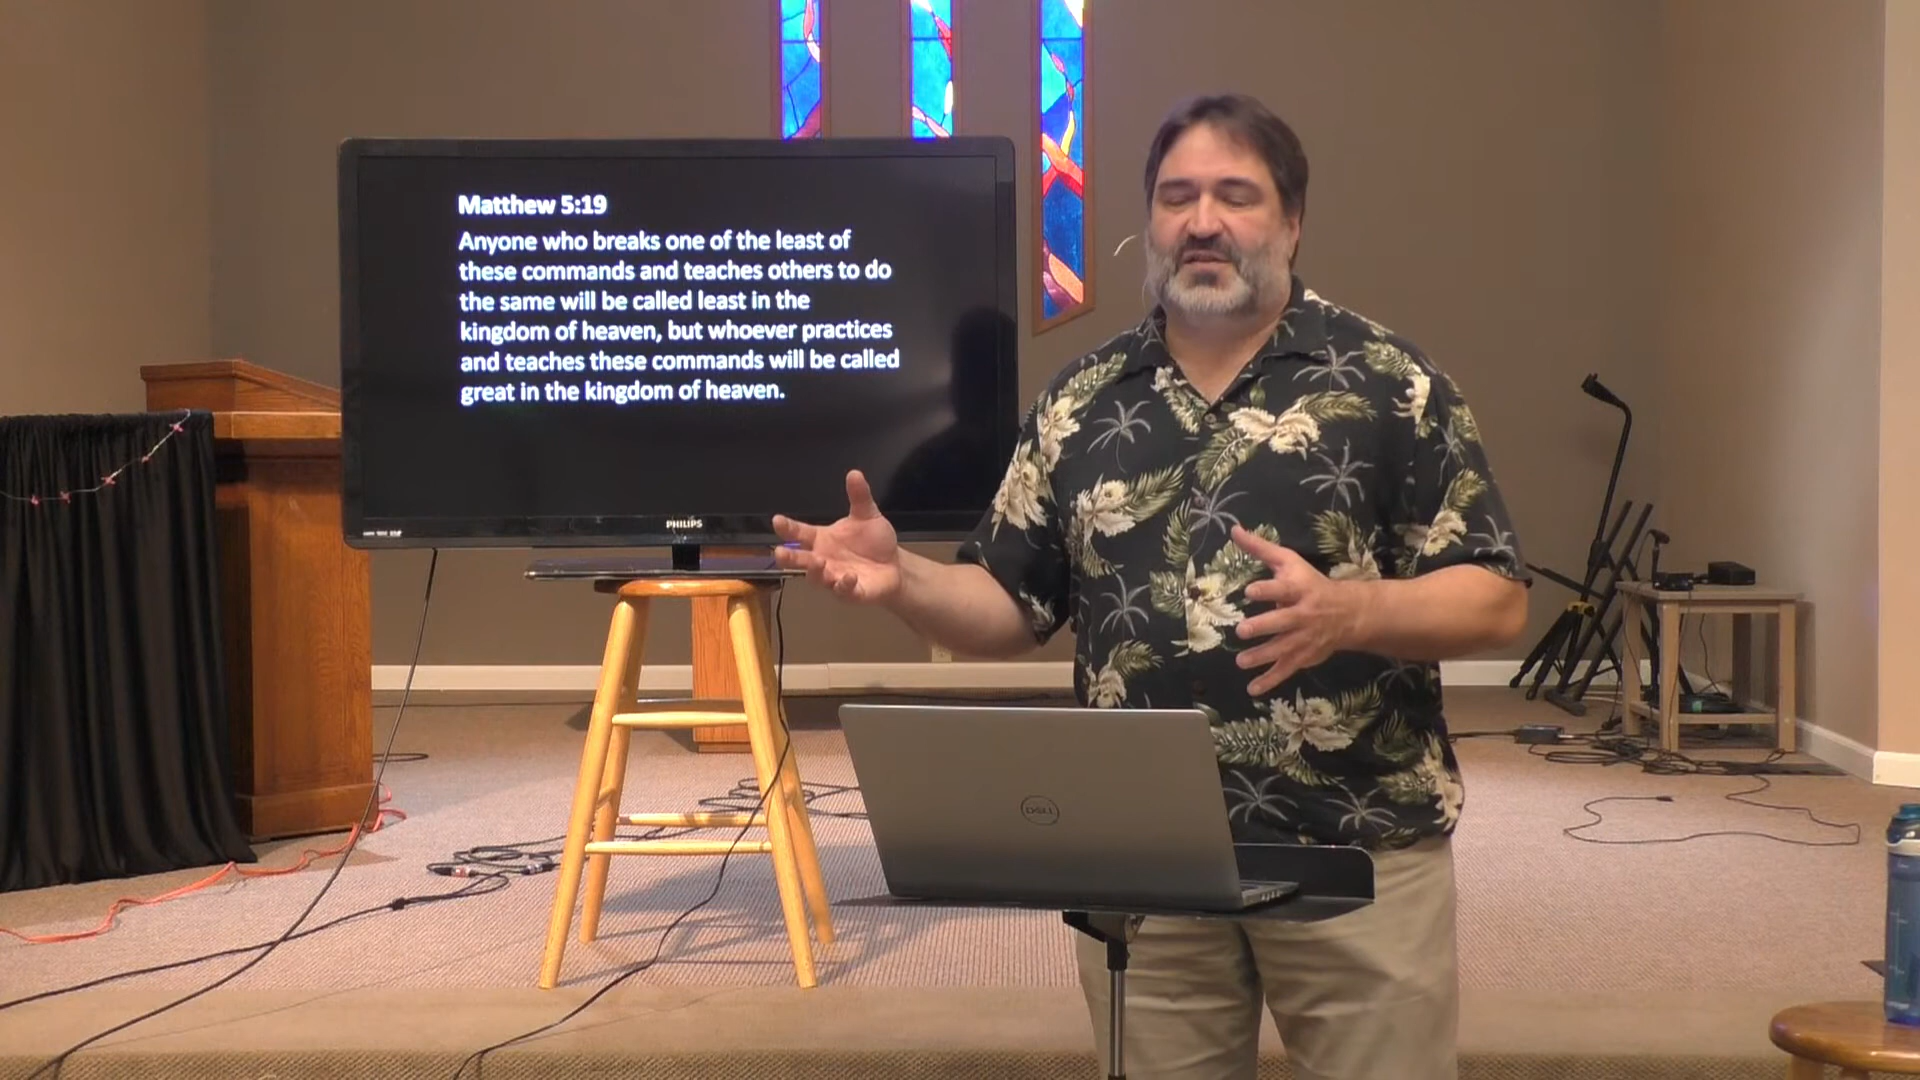 Matthew 5:19
Anyone who breaks one of the least of
these commands and teaches others to do
the same will be called least in the
kingdom of heaven, but whoever practices
and teaches these commands will be called
great in the kingdom of heaven.
PHILIPS
DELL